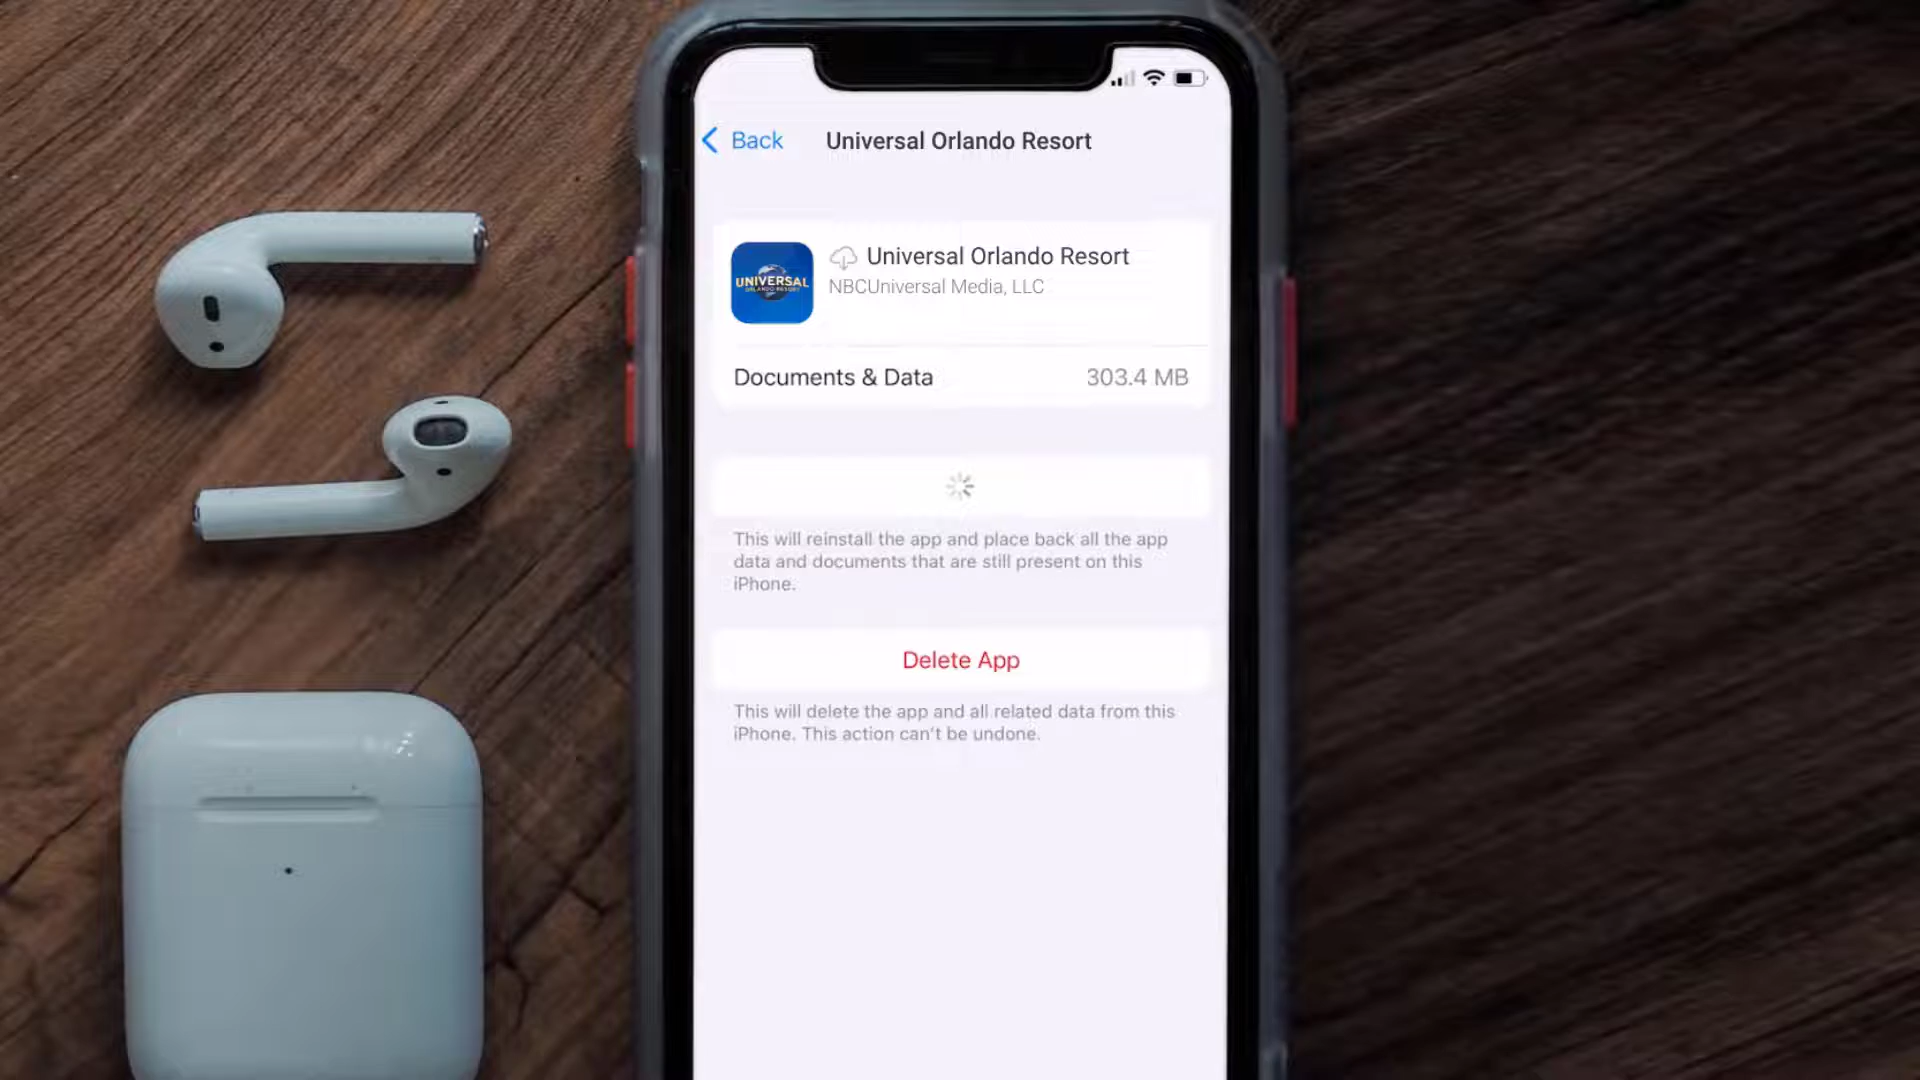 Back
Universal Orlando Resort
UNIVERSAL
ORLANDO RESORT
Universal Orlando Resort
NBCUniversal Media, LLC
Documents & Data 303.4 MB
This will reinstall the app and place back all the app
data and documents that are still present on this
iPhone.
Delete App
This will delete the app and all related data from this
iPhone. This action can't be undone.